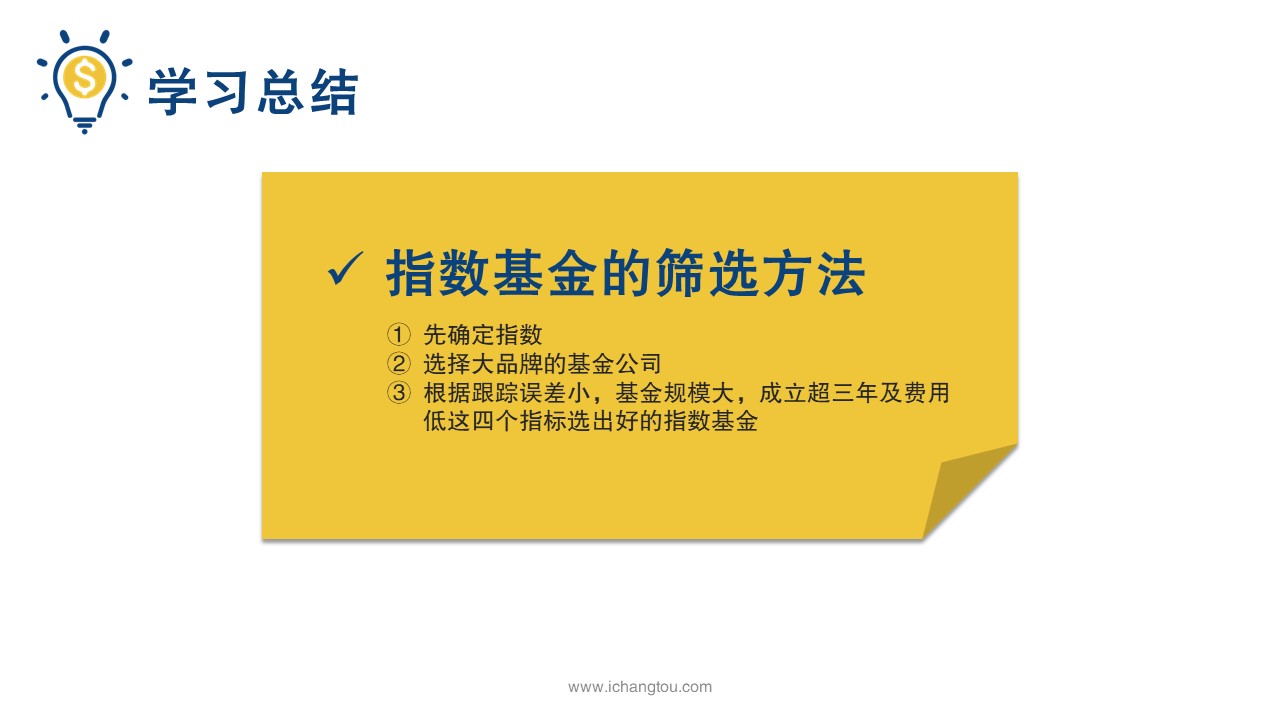 学习总结
✓ 指数基金的筛选方法
① 先确定指数
② 选择大品牌的基金公司
③ 根据跟踪误差小，基金规模大，成立超三年及费用
低这四个指标选出好的指数基金
www.ichangtou.com